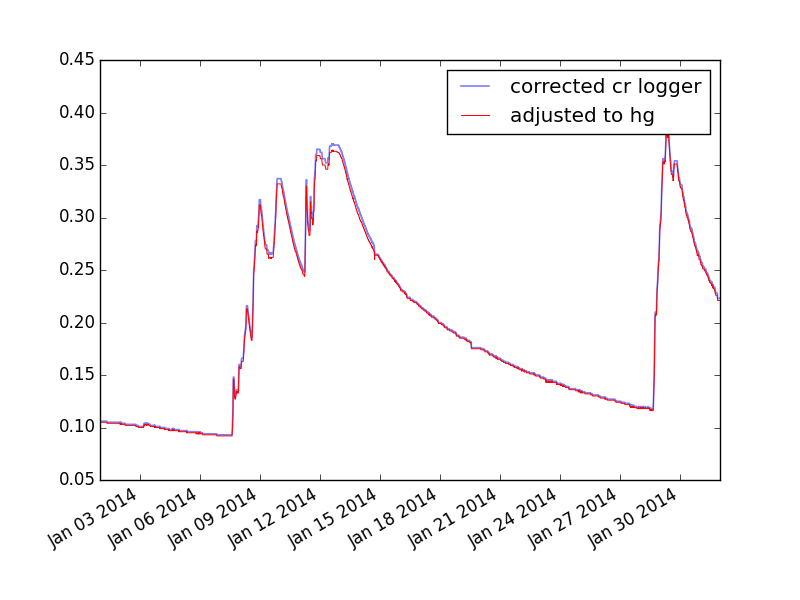 0.45
0.40
0.35
0.30
0.25
0.20
0.15
0.10
0.05
corrected cr logger
adjusted to hg
Jan 03 2014
Jan 06 2014
Jan 09 2014
Jan 12 2014
Jan 15 2014
Jan 18 2014
Jan 21 2014
Jan 24 2014
Jan 27 2014
Jan 30 2014